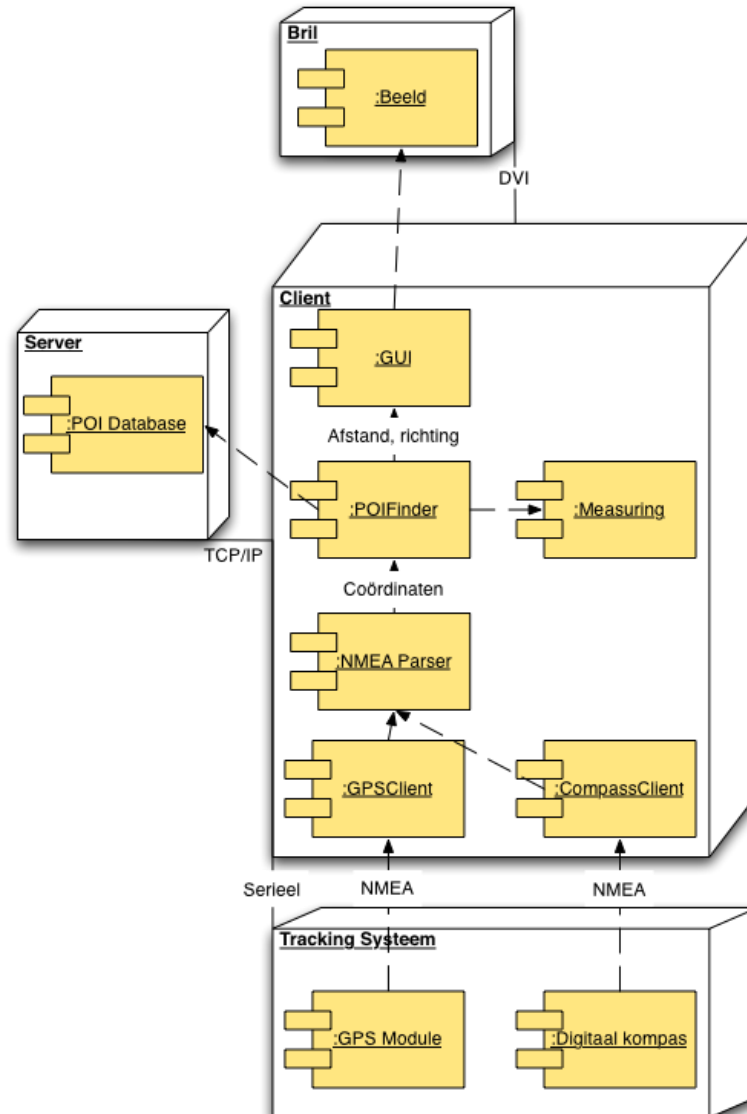 Bril
:Beeld
DVI
Client
:GUI
Server
:POI Database
Afstand, richting
:POIFinder
:Measuring
TCP/IP
Coördinaten
:NMEA Parser
:GPSClient
:CompassClient
Serieel
NMEA
NMEA
Tracking Systeem
:GPS Module
:Digitaal kompas